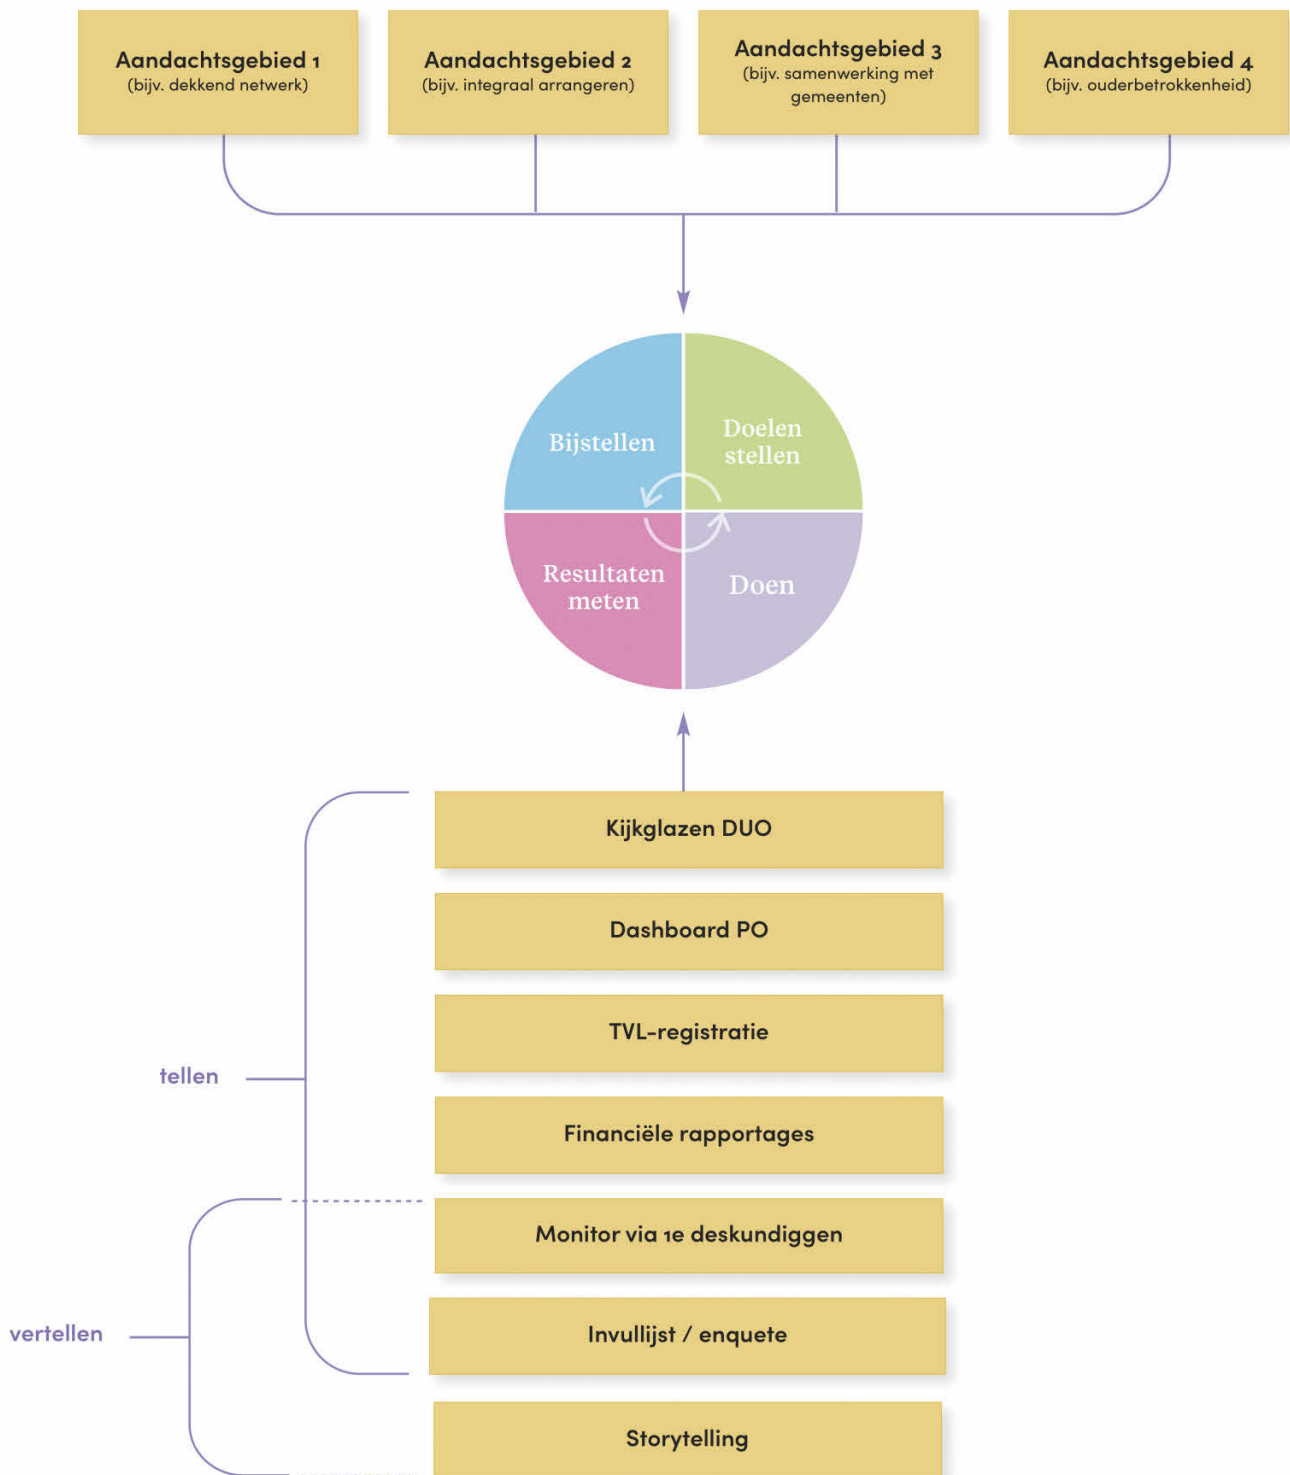 Aandachtsgebied 1
(bijv. dekkend netwerk)
Aandachtsgebied 2
(bijv. integraal arrangeren)
Aandachtsgebied 3
(bijv. samenwerking met
gemeenten)
Aandachtsgebied 4
(bijv. ouderbetrokkenheid)
Bijstellen
Doelen
stellen
Resultaten
meten
Doen
Kijkglazen DUO
Dashboard PO
TVL-registratie
tellen
Financiële rapportages
Monitor via 1e deskundiggen
vertellen
Invullijst / enquete
Storytelling